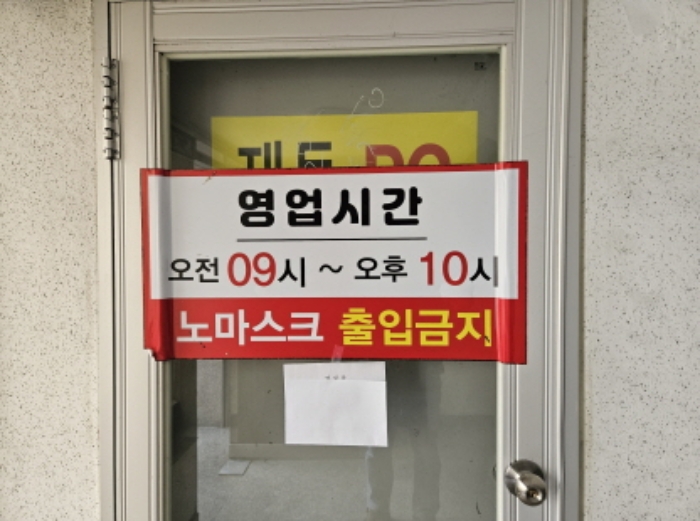 영업시간
오전 09시 ~ 오후 10시
노마스크 출입금지